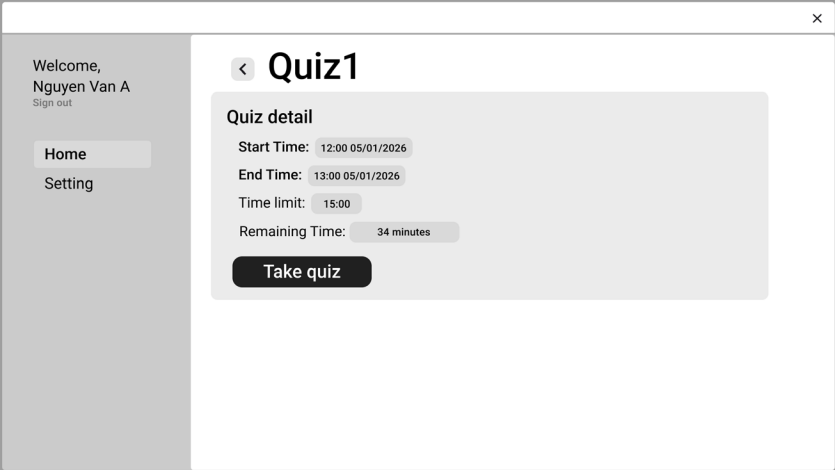 Welcome,
Nguyen Van A
Sign out
Home
Setting
Quiz1
Quiz detail
Start Time: 12:00 05/01/2026
End Time: 13:00 05/01/2026
Time limit: 15:00
Remaining Time: 34 minutes
Take quiz